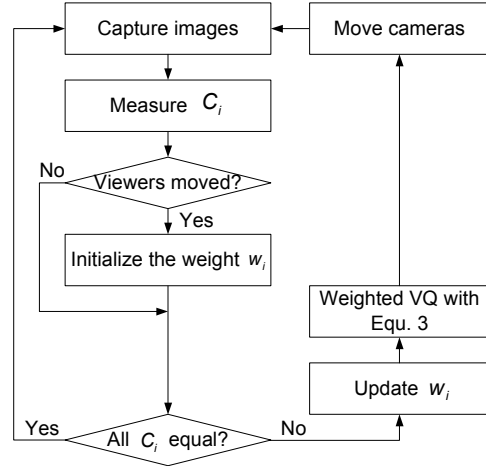 Capture images
Move cameras
Measure C_i
No
Viewers moved?
Yes
Initialize the weight w_i
Weighted VQ with
Equ. 3
Update w_i
Yes
All C_i equal?
No